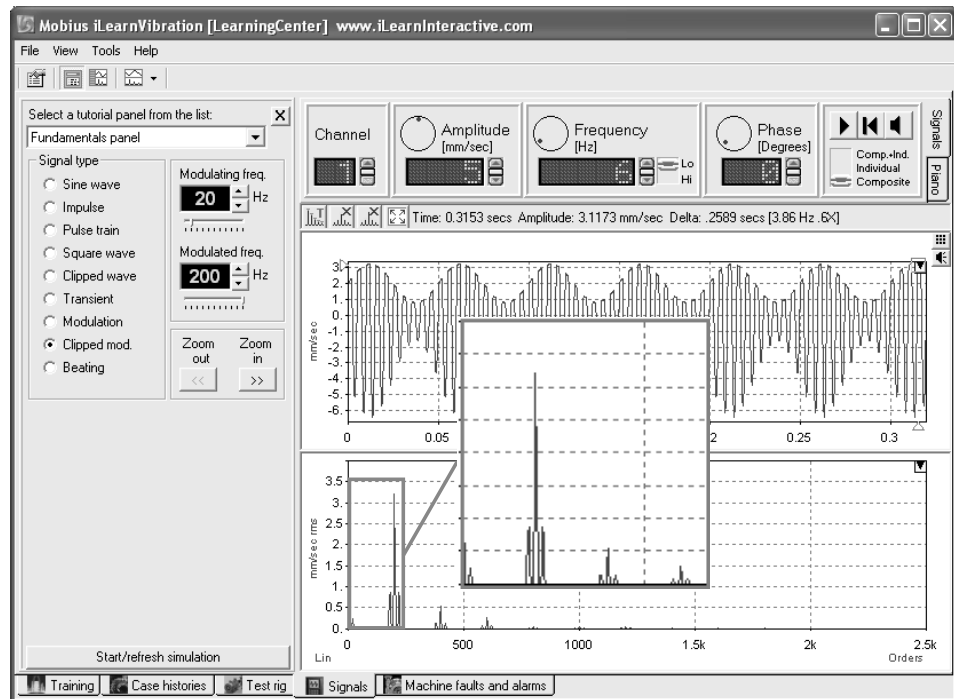 Mobius iLearnVibration [LearningCenter] www.iLearnInteractive.com
File View Tools Help
Select a tutorial panel from the list:
Fundamentals panel
Signal type
Sine wave
Impulse
Pulse train
Square wave
Clipped wave
Transient
Modulation
Clipped mod.
Beating
Modulating freq.
20 Hz
Modulated freq.
200 Hz
Zoom out
<<
Zoom in
>>
Start/refresh simulation
Channel
1
Amplitude
[mm/sec]
5
Frequency
[Hz]
6
Lo
Hi
Phase
[Degrees]
0
Comp.+Ind.
Individual
Composite
Signals
Piano
Time: 0.3153 secs Amplitude: 3.1173 mm/sec Delta: .2589 secs [3.86 Hz .6X]
mm/sec
3.
2.
1.
0.
-1.
-2.
-3.
-4.
-5.
-6.
0 0.05 2 0.25 0.3
mm/sec rms
3.5
3.
2.5
2.
1.5
1.
0.5
0.
0 500 1000 1.5k 2k 2.5k
Lin Orders
Training Case histories Test rig Signals Machine faults and alarms